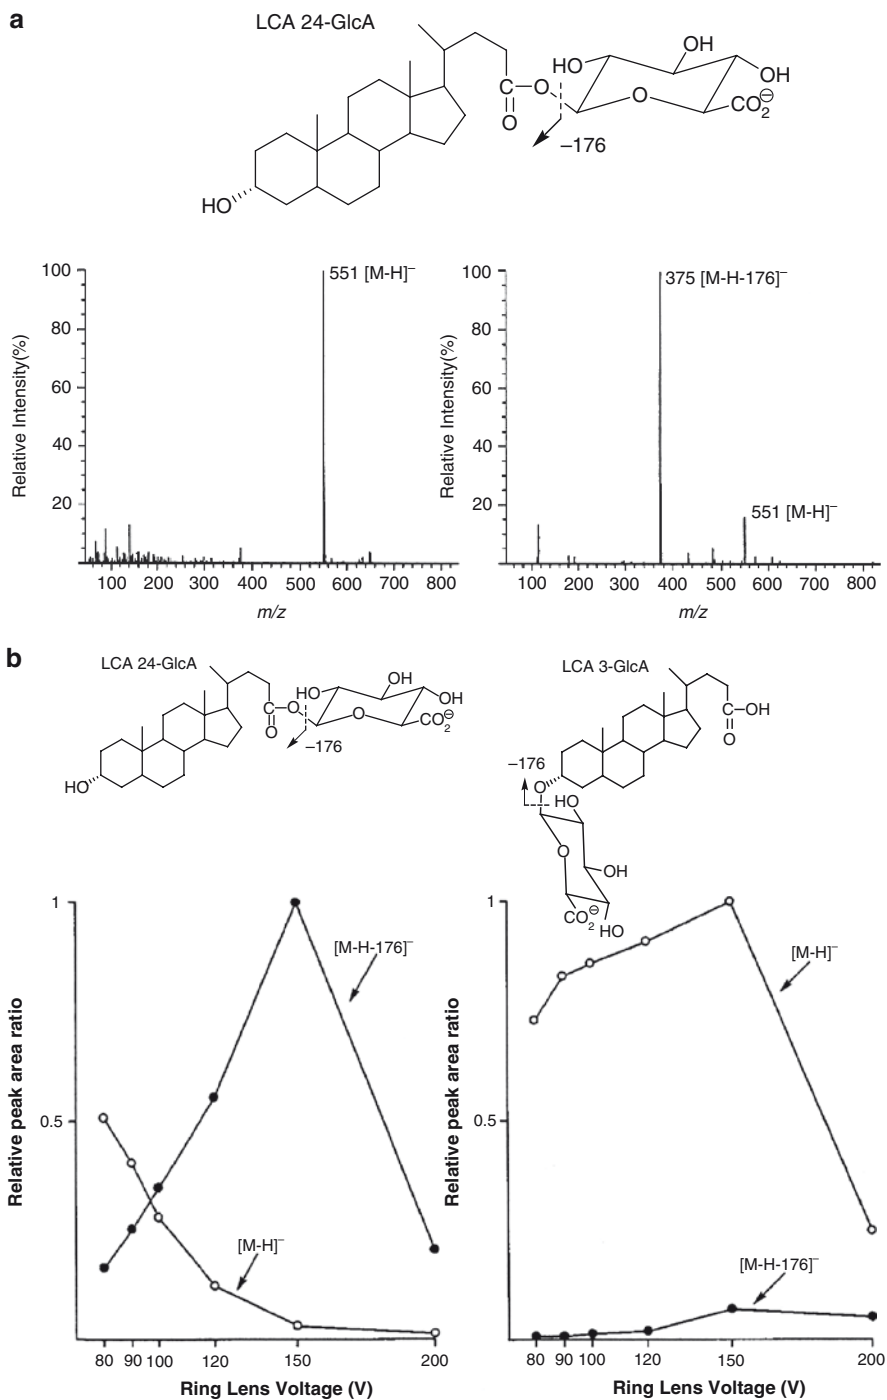 a
LCA 24-GlcA
HO
C
O
O
HO
OH
OH
O
CO2⊖
–176
100
80
60
40
20
Relative Intensity(%)
551 [M-H]–
100 200 300 400 500 600 700 800
m/z
100
80
60
40
20
Relative Intensity(%)
375 [M-H-176]–
551 [M-H]–
100 200 300 400 500 600 700 800
m/z
b
LCA 24-GlcA
HO
C
O
O
HO
OH
OH
O
CO2⊖
–176
LCA 3-GlcA
C–OH
O
–176
O
HO
O
OH
CO2⊖
HO
1
0.5
Relative peak area ratio
[M-H-176]–
[M-H]–
80 90 100 120 150 200
Ring Lens Voltage (V)
1
0.5
Relative peak area ratio
[M-H]–
[M-H-176]–
80 90 100 120 150 200
Ring Lens Voltage (V)